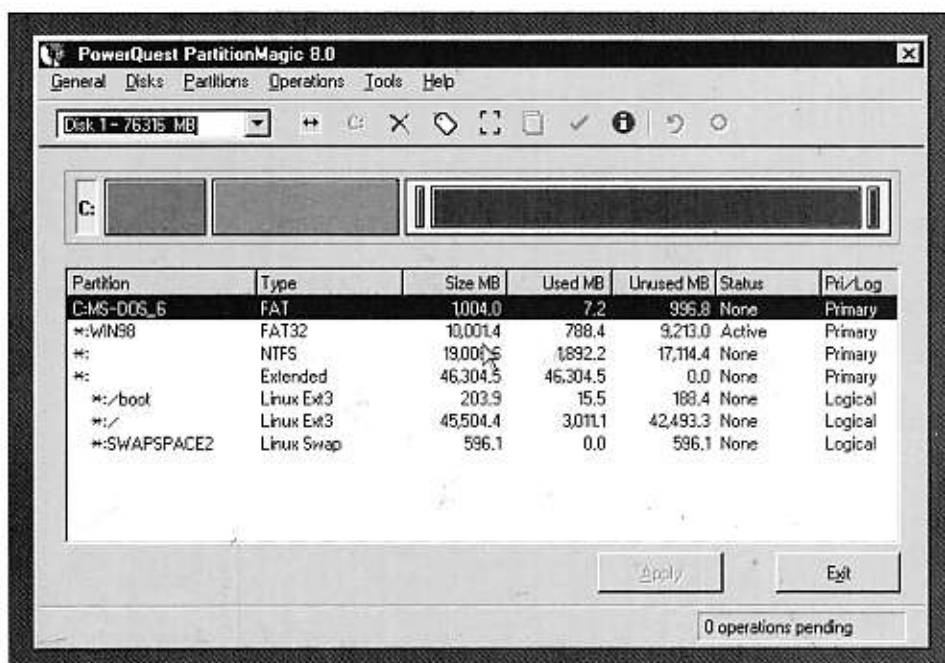 PowerQuest PartitionMagic 8.0
General Disks Partitions Operations Tools Help
Disk 1 - 76316 MB
C:
C:
Partition Type Size MB Used MB Unused MB Status Pri/Log
C:MS-DOS_6 FAT 1,004.0 7.2 996.8 None Primary
*:WIN98 FAT32 10,001.4 788.4 9,213.0 Active Primary
*: NTFS 1,892.2 17,114.4 None Primary
*: Extended 46,304.5 46,304.5 0.0 None Primary
*:/boot Linux Ext3 203.9 15.5 188.4 None Logical
*:/ Linux Ext3 45,504.4 3,011.1 42,493.3 None Logical
*:SWAPSPACE2 Linux Swap 596.1 0.0 596.1 None Logical
Apply Exit
0 operations pending